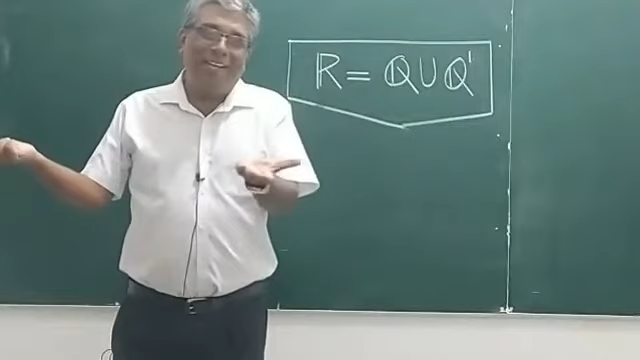 ℝ = ℚ∪ℚ'